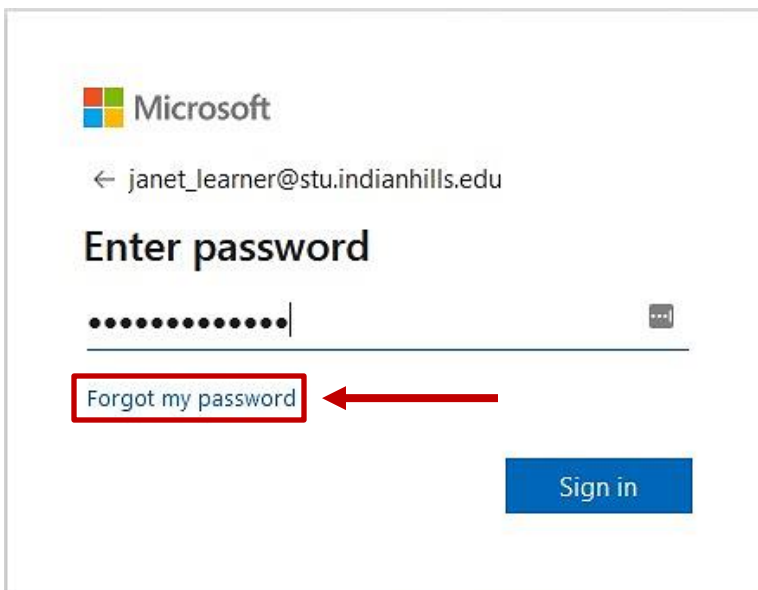 Microsoft
← janet_learner@stu.indianhills.edu
Enter password
•••••••••••••
Forgot my password
Sign in